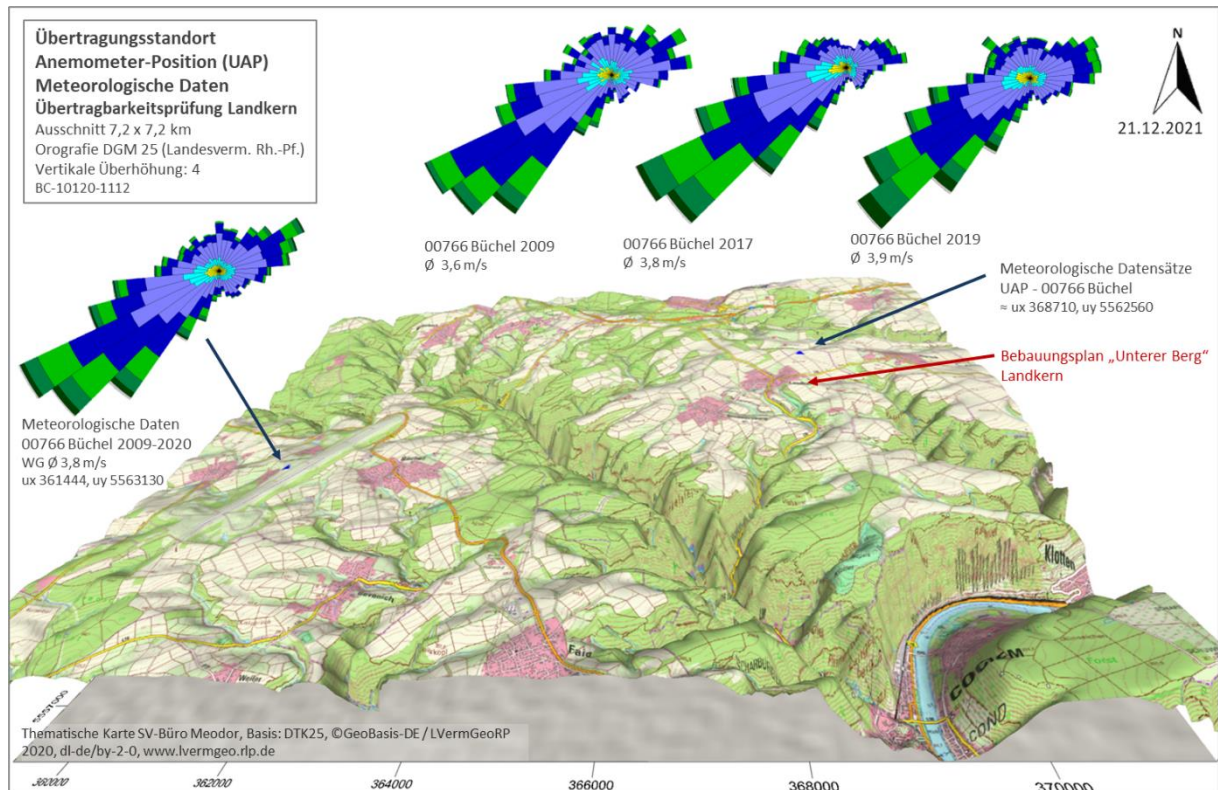 Übertragungsstandort
Anemometer-Position (UAP)
Meteorologische Daten
Übertragbarkeitsprüfung Landkern
Ausschnitt 7,2 x 7,2 km
Orografie DGM 25 (Landesverm. Rh.-Pf.)
Vertikale Überhöhung: 4
BC-10120-1112
N
21.12.2021
00766 Büchel 2009
Ø 3,6 m/s
00766 Büchel 2017
Ø 3,8 m/s
00766 Büchel 2019
Ø 3,9 m/s
Meteorologische Datensätze
UAP - 00766 Büchel
≈ ux 368710, uy 5562560
Bebauungsplan „Unterer Berg“
Landkern
Meteorologische Daten
00766 Büchel 2009-2020
WG Ø 3,8 m/s
ux 361444, uy 5563130
Klotten
Faid
COCHEM
COND
Forst
5557000
Thematische Karte SV-Büro Meodor, Basis: DTK25, ©GeoBasis-DE / LVermGeoRP
2020, dl-de/by-2-0, www.lvermgeo.rlp.de
360000
362000
364000
366000
368000
370000